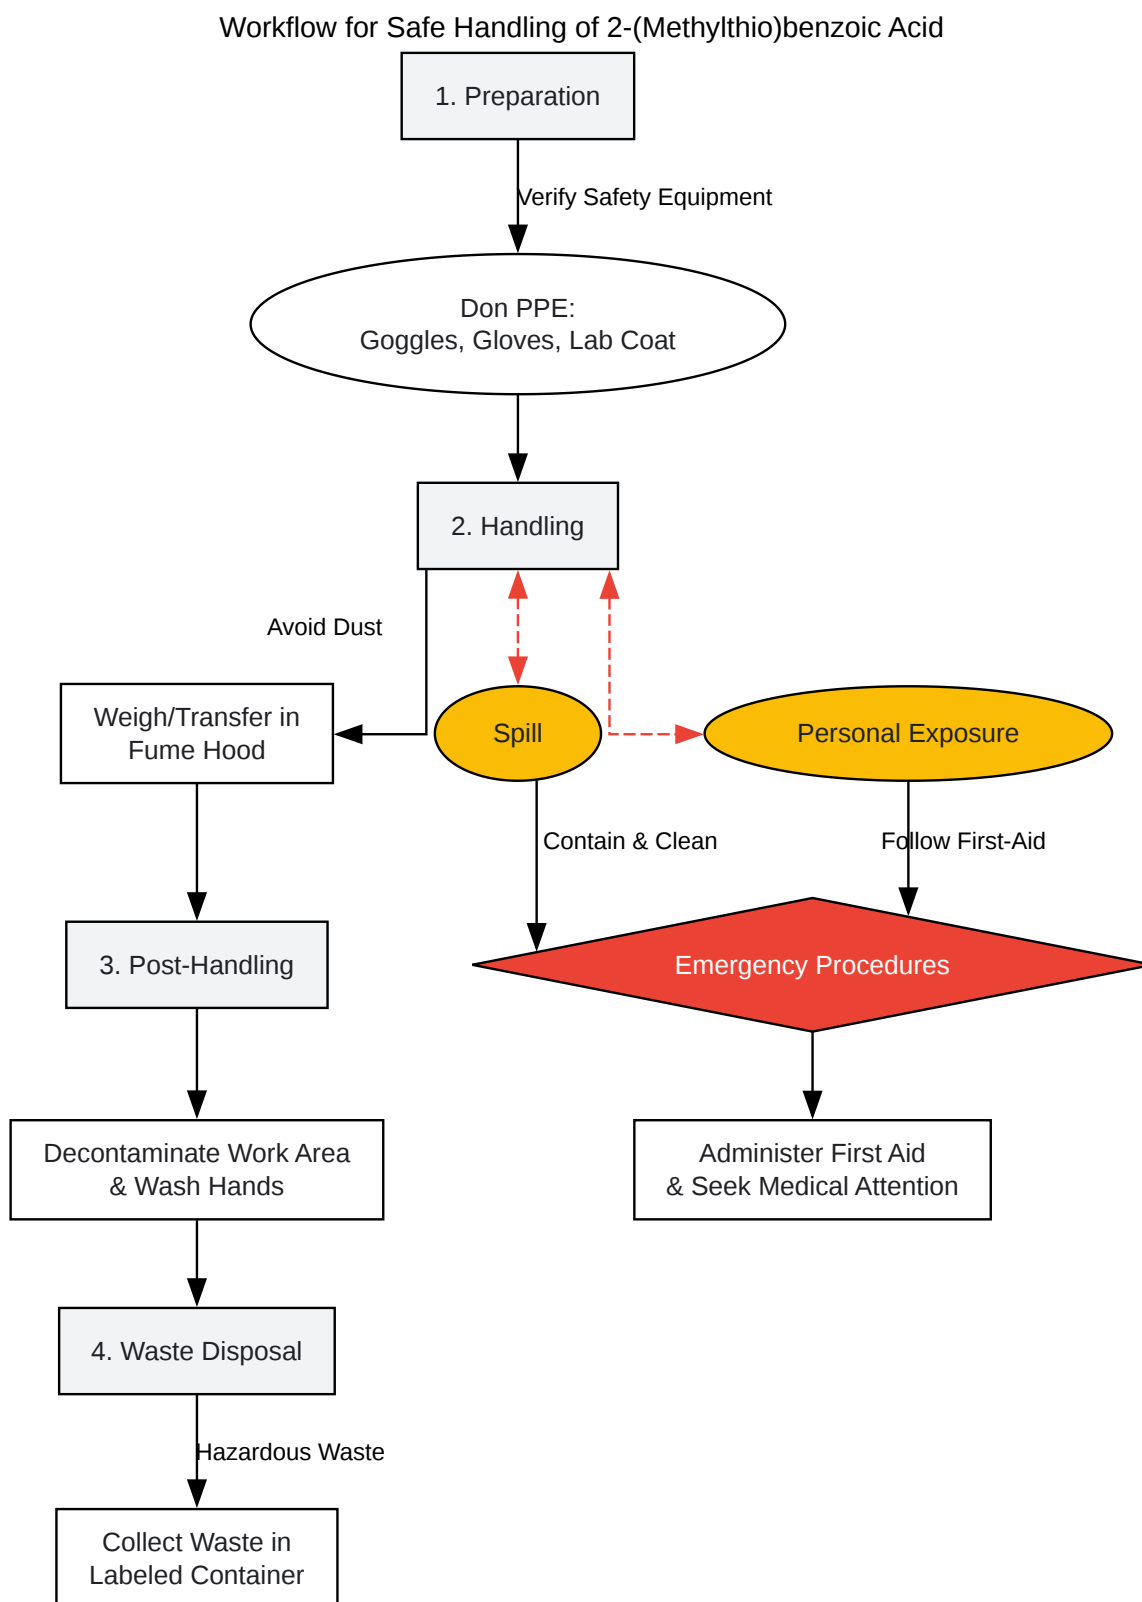 Workflow for Safe Handling of 2-(Methylthio)benzoic Acid
1. Preparation
Verify Safety Equipment
Don PPE:
Goggles, Gloves, Lab Coat
2. Handling
Avoid Dust
Weigh/Transfer in
Fume Hood
Spill
Personal Exposure
Contain & Clean
Follow First-Aid
3. Post-Handling
Emergency Procedures
Decontaminate Work Area
& Wash Hands
Administer First Aid
& Seek Medical Attention
4. Waste Disposal
Hazardous Waste
Collect Waste in
Labeled Container